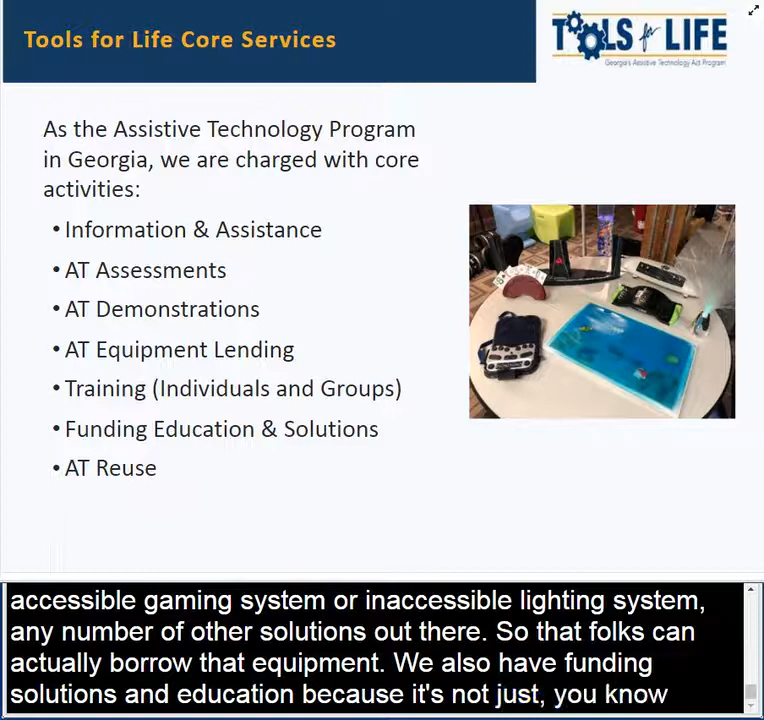 Tools for Life Core Services
TOOLS for LIFE
Georgia's Assistive Technology Act Program
As the Assistive Technology Program
in Georgia, we are charged with core
activities:
• Information & Assistance
• AT Assessments
• AT Demonstrations
• AT Equipment Lending
• Training (Individuals and Groups)
• Funding Education & Solutions
• AT Reuse
accessible gaming system or inaccessible lighting system,
any number of other solutions out there. So that folks can
actually borrow that equipment. We also have funding
solutions and education because it's not just, you know